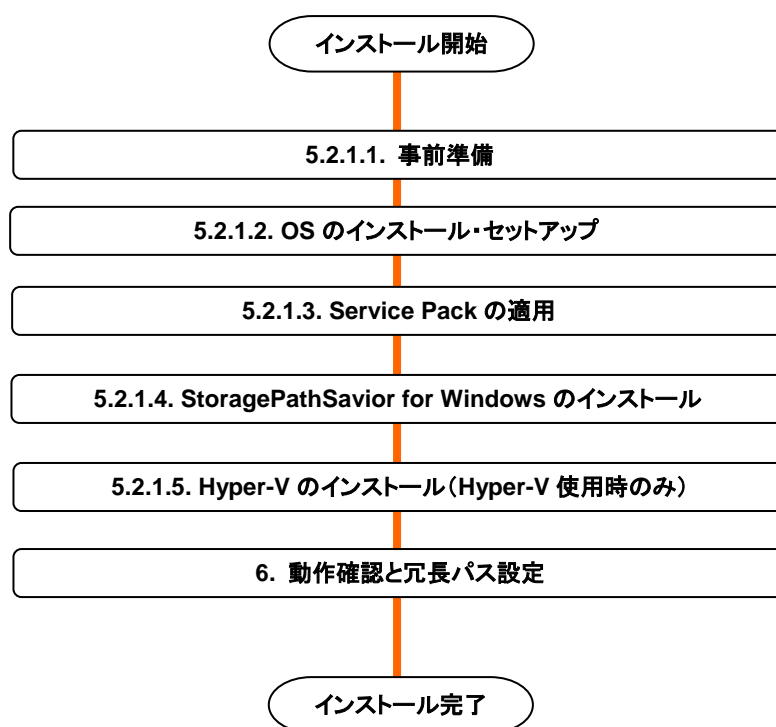 インストール開始
5.2.1.1. 事前準備
5.2.1.2. OS のインストール・セットアップ
5.2.1.3. Service Pack の適用
5.2.1.4. StoragePathSavior for Windows のインストール
5.2.1.5. Hyper-V のインストール（Hyper-V 使用時のみ）
6. 動作確認と冗長パス設定
インストール完了